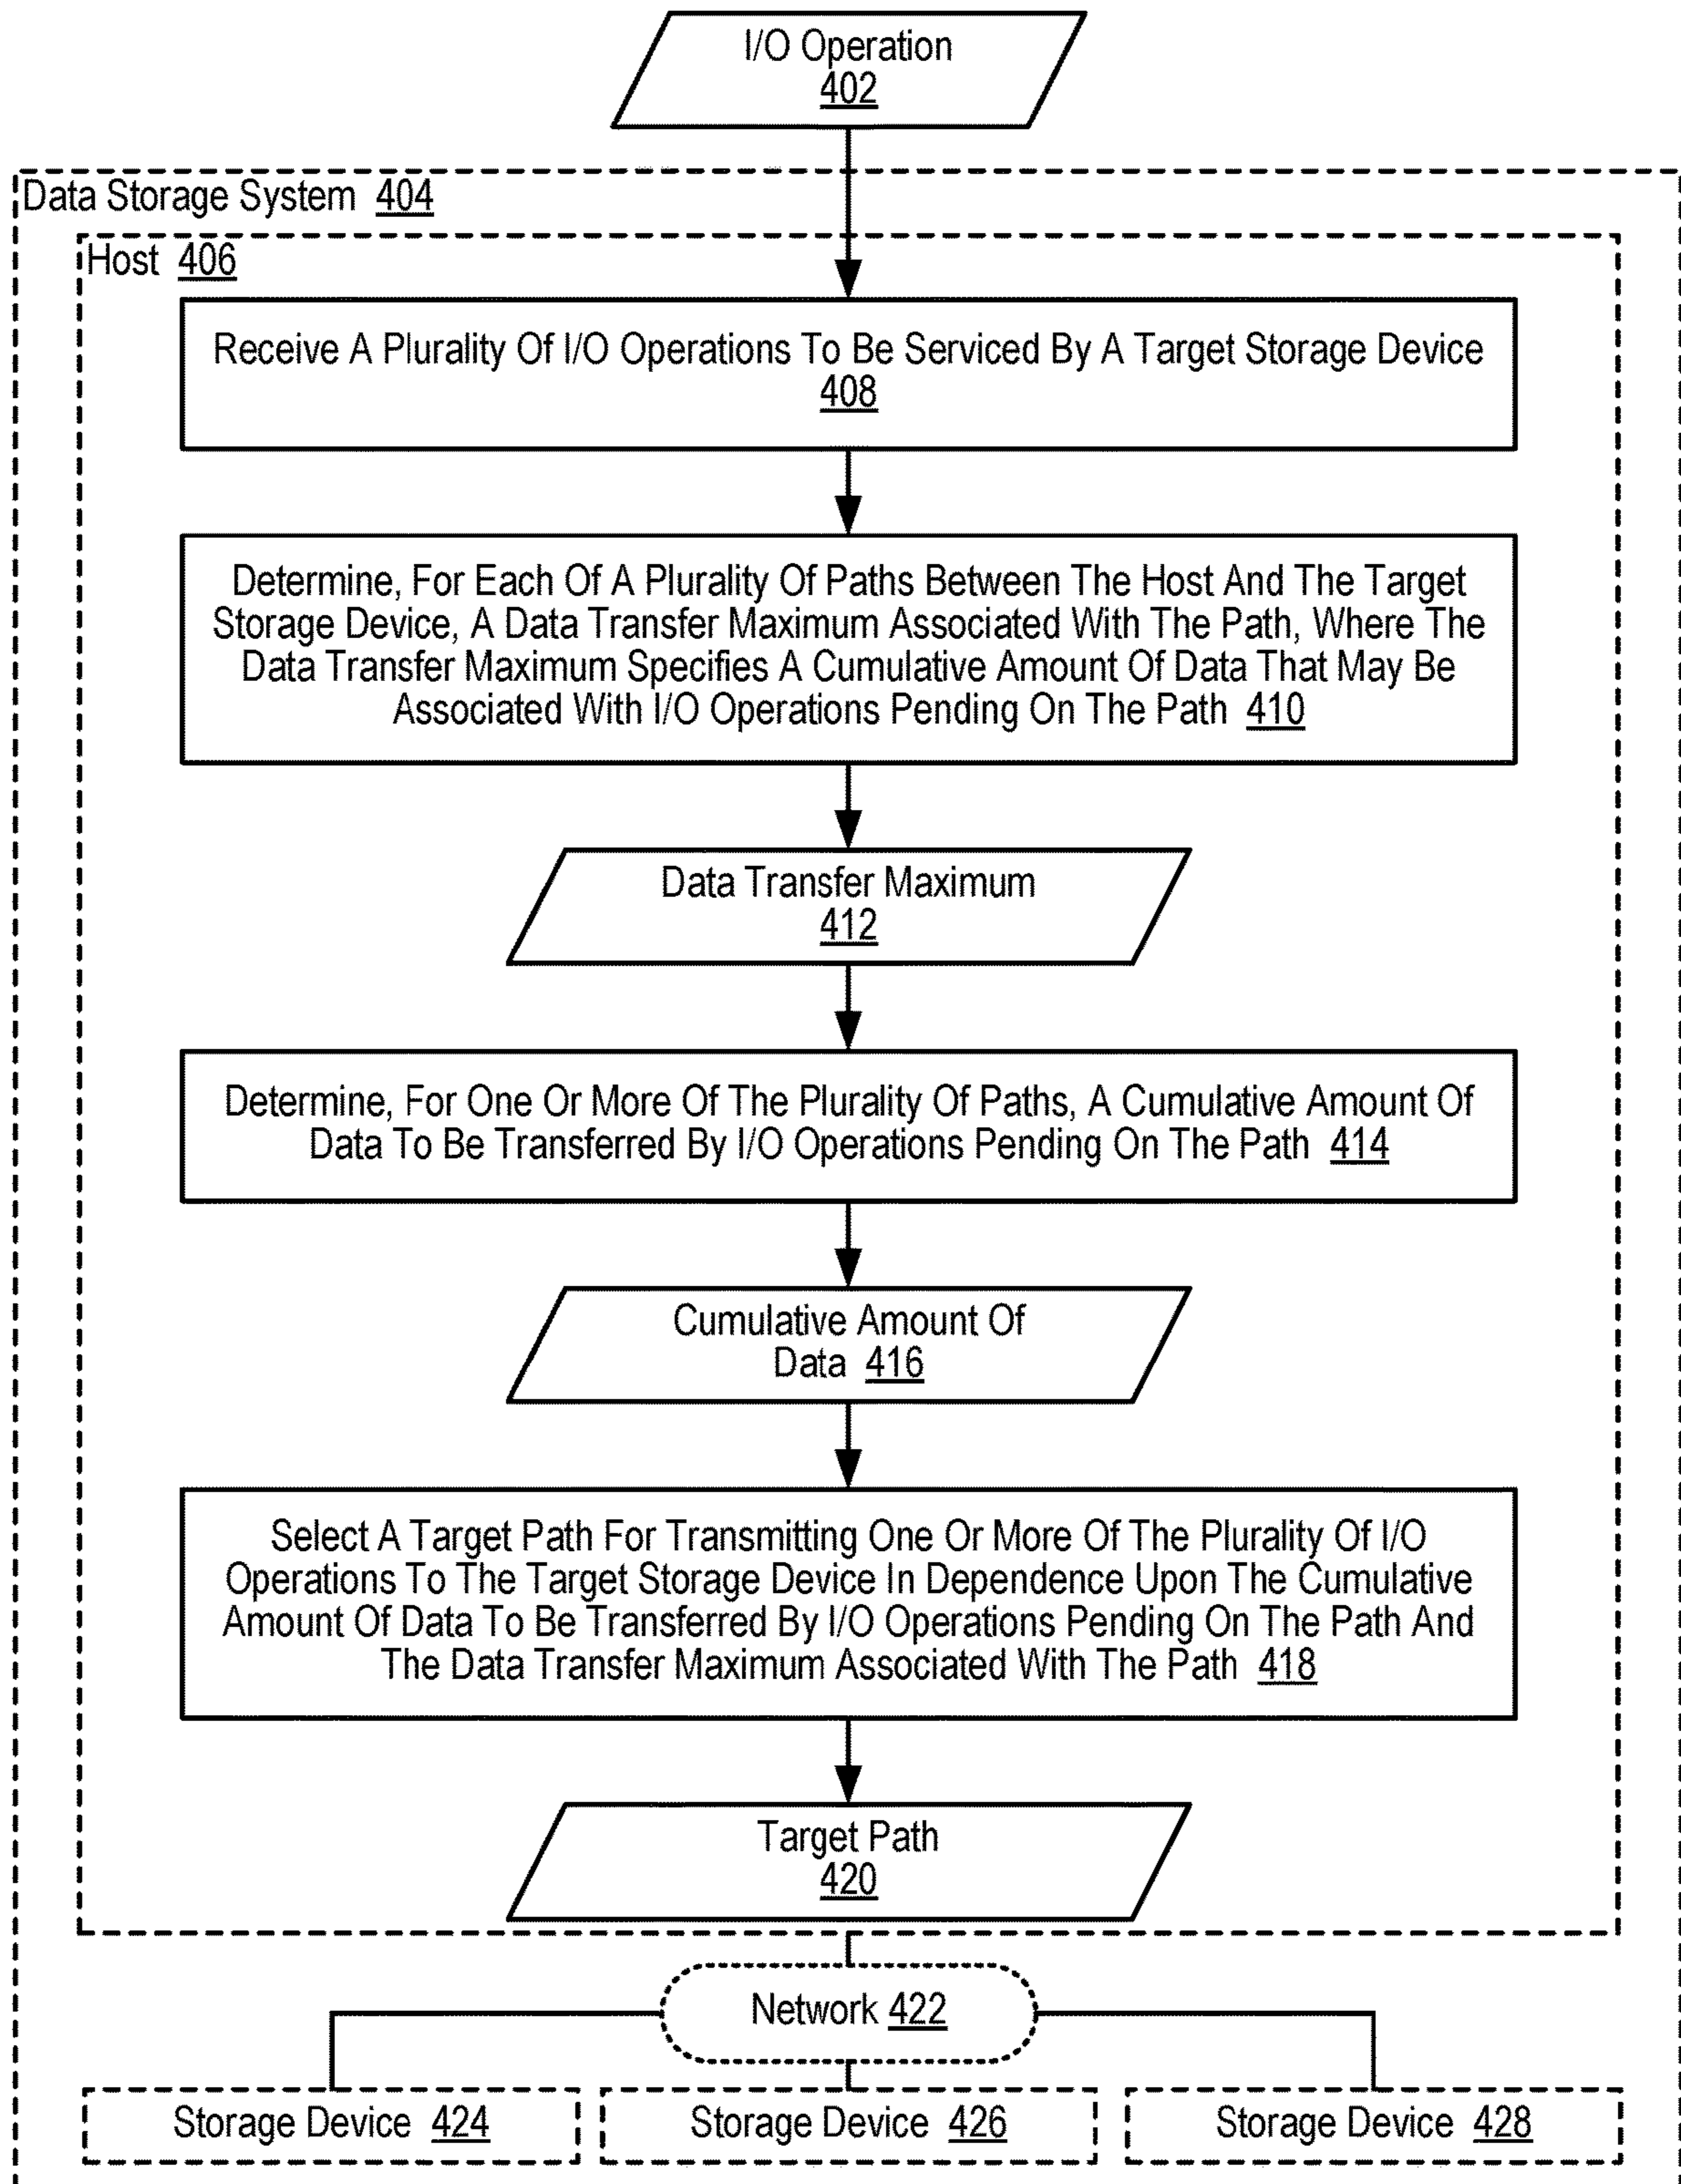 I/O Operation
402
Data Storage System 404
Host 406
Receive A Plurality Of I/O Operations To Be Serviced By A Target Storage Device
408
Determine, For Each Of A Plurality Of Paths Between The Host And The Target
Storage Device, A Data Transfer Maximum Associated With The Path, Where The
Data Transfer Maximum Specifies A Cumulative Amount Of Data That May Be
Associated With I/O Operations Pending On The Path 410
Data Transfer Maximum
412
Determine, For One Or More Of The Plurality Of Paths, A Cumulative Amount Of
Data To Be Transferred By I/O Operations Pending On The Path 414
Cumulative Amount Of
Data 416
Select A Target Path For Transmitting One Or More Of The Plurality Of I/O
Operations To The Target Storage Device In Dependence Upon The Cumulative
Amount Of Data To Be Transferred By I/O Operations Pending On The Path And
The Data Transfer Maximum Associated With The Path 418
Target Path
420
Network 422
Storage Device 424
Storage Device 426
Storage Device 428